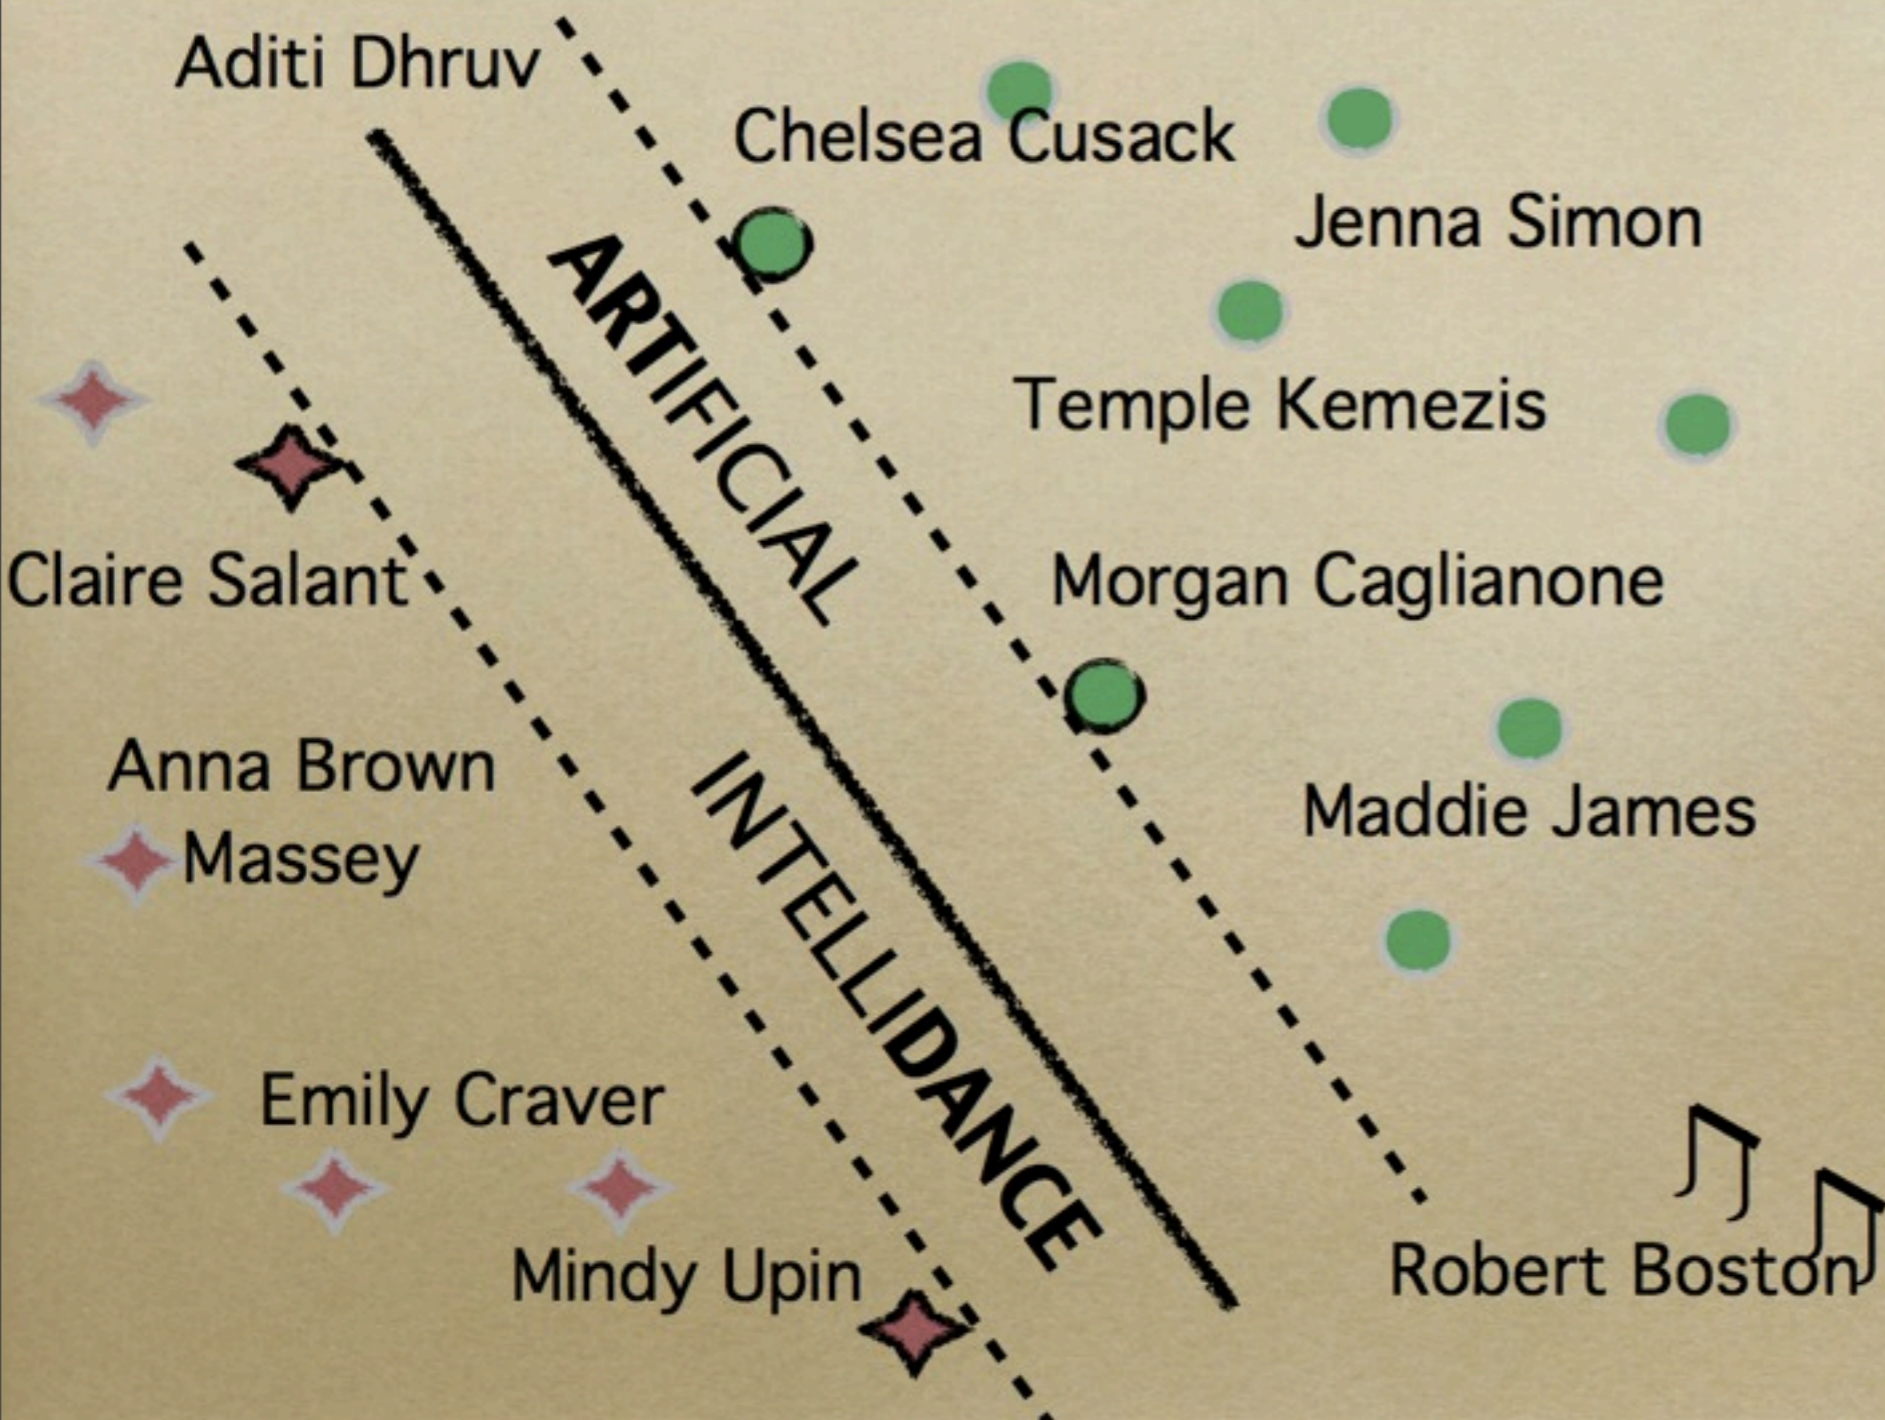 Aditi Dhruv
Chelsea Cusack
Jenna Simon
ARTIFICIAL
Temple Kemezis
Claire Salant
Morgan Caglianone
Anna Brown
Massey
INTELLIDANCE
Maddie James
Emily Craver
Mindy Upin
Robert Boston